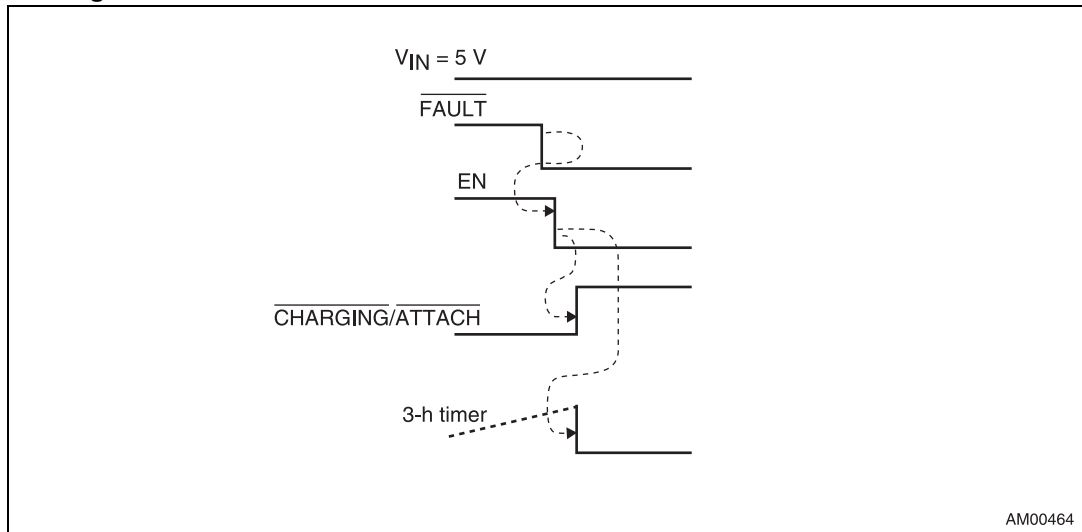 VIN = 5 V
FAULT
EN
CHARGING/ATTACH
3-h timer
AM00464